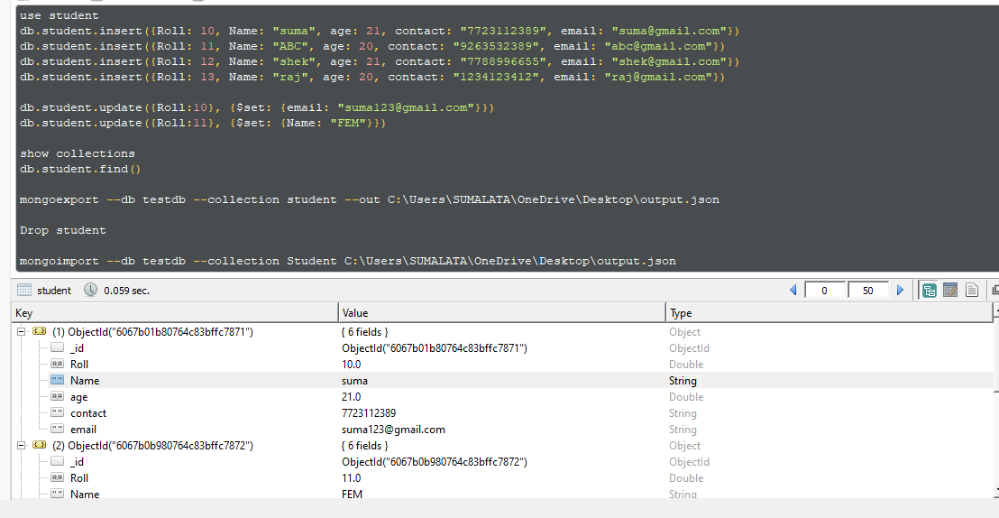 use student
db.student.insert({Roll: 10, Name: "suma", age: 21, contact: "7723112389", email: "suma@gmail.com"})
db.student.insert({Roll: 11, Name: "ABC", age: 20, contact: "9263532389", email: "abc@gmail.com"})
db.student.insert({Roll: 12, Name: "shek", age: 21, contact: "7788996655", email: "shek@gmail.com"})
db.student.insert({Roll: 13, Name: "raj", age: 20, contact: "1234123412", email: "raj@gmail.com"})
db.student.update({Roll:10}, {$set: {email: "suma123@gmail.com"}})
db.student.update({Roll:11}, {$set: {Name: "FEM"}})
show collections
db.student.find()
mongoexport --db testdb --collection student --out C:\Users\SUMALATA\OneDrive\Desktop\output.json
Drop student
mongoimport --db testdb --collection Student C:\Users\SUMALATA\OneDrive\Desktop\output.json
student 0.059 sec. 0 50
Key Value Type
(1) ObjectId("6067b01b80764c83bffc7871") { 6 fields } Object
_id ObjectId("6067b01b80764c83bffc7871") ObjectId
Roll 10.0 Double
Name suma String
age 21.0 Double
contact 7723112389 String
email suma123@gmail.com String
(2) ObjectId("6067b0b980764c83bffc7872") { 6 fields } Object
_id ObjectId("6067b0b980764c83bffc7872") ObjectId
Roll 11.0 Double
Name FEM String